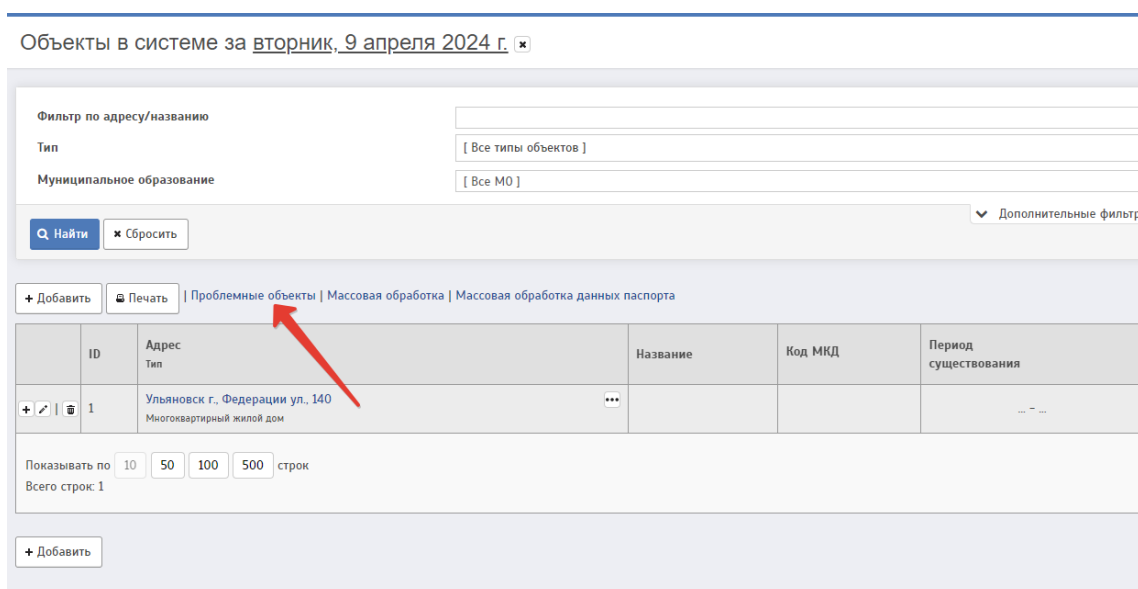 Объекты в системе за вторник, 9 апреля 2024 г.
Фильтр по адресу/названию
Тип
[ Все типы объектов ]
Муниципальное образование
[ Все МО ]
Дополнительные фильтр
Найти
Сбросить
+ Добавить
Печать
| Проблемные объекты | Массовая обработка | Массовая обработка данных паспорта
ID
Адрес
Тип
Название
Код МКД
Период
существования
1
Ульяновск г., Федерации ул., 140
Многоквартирный жилой дом
... – ...
Показывать по 10 50 100 500 строк
Всего строк: 1
+ Добавить